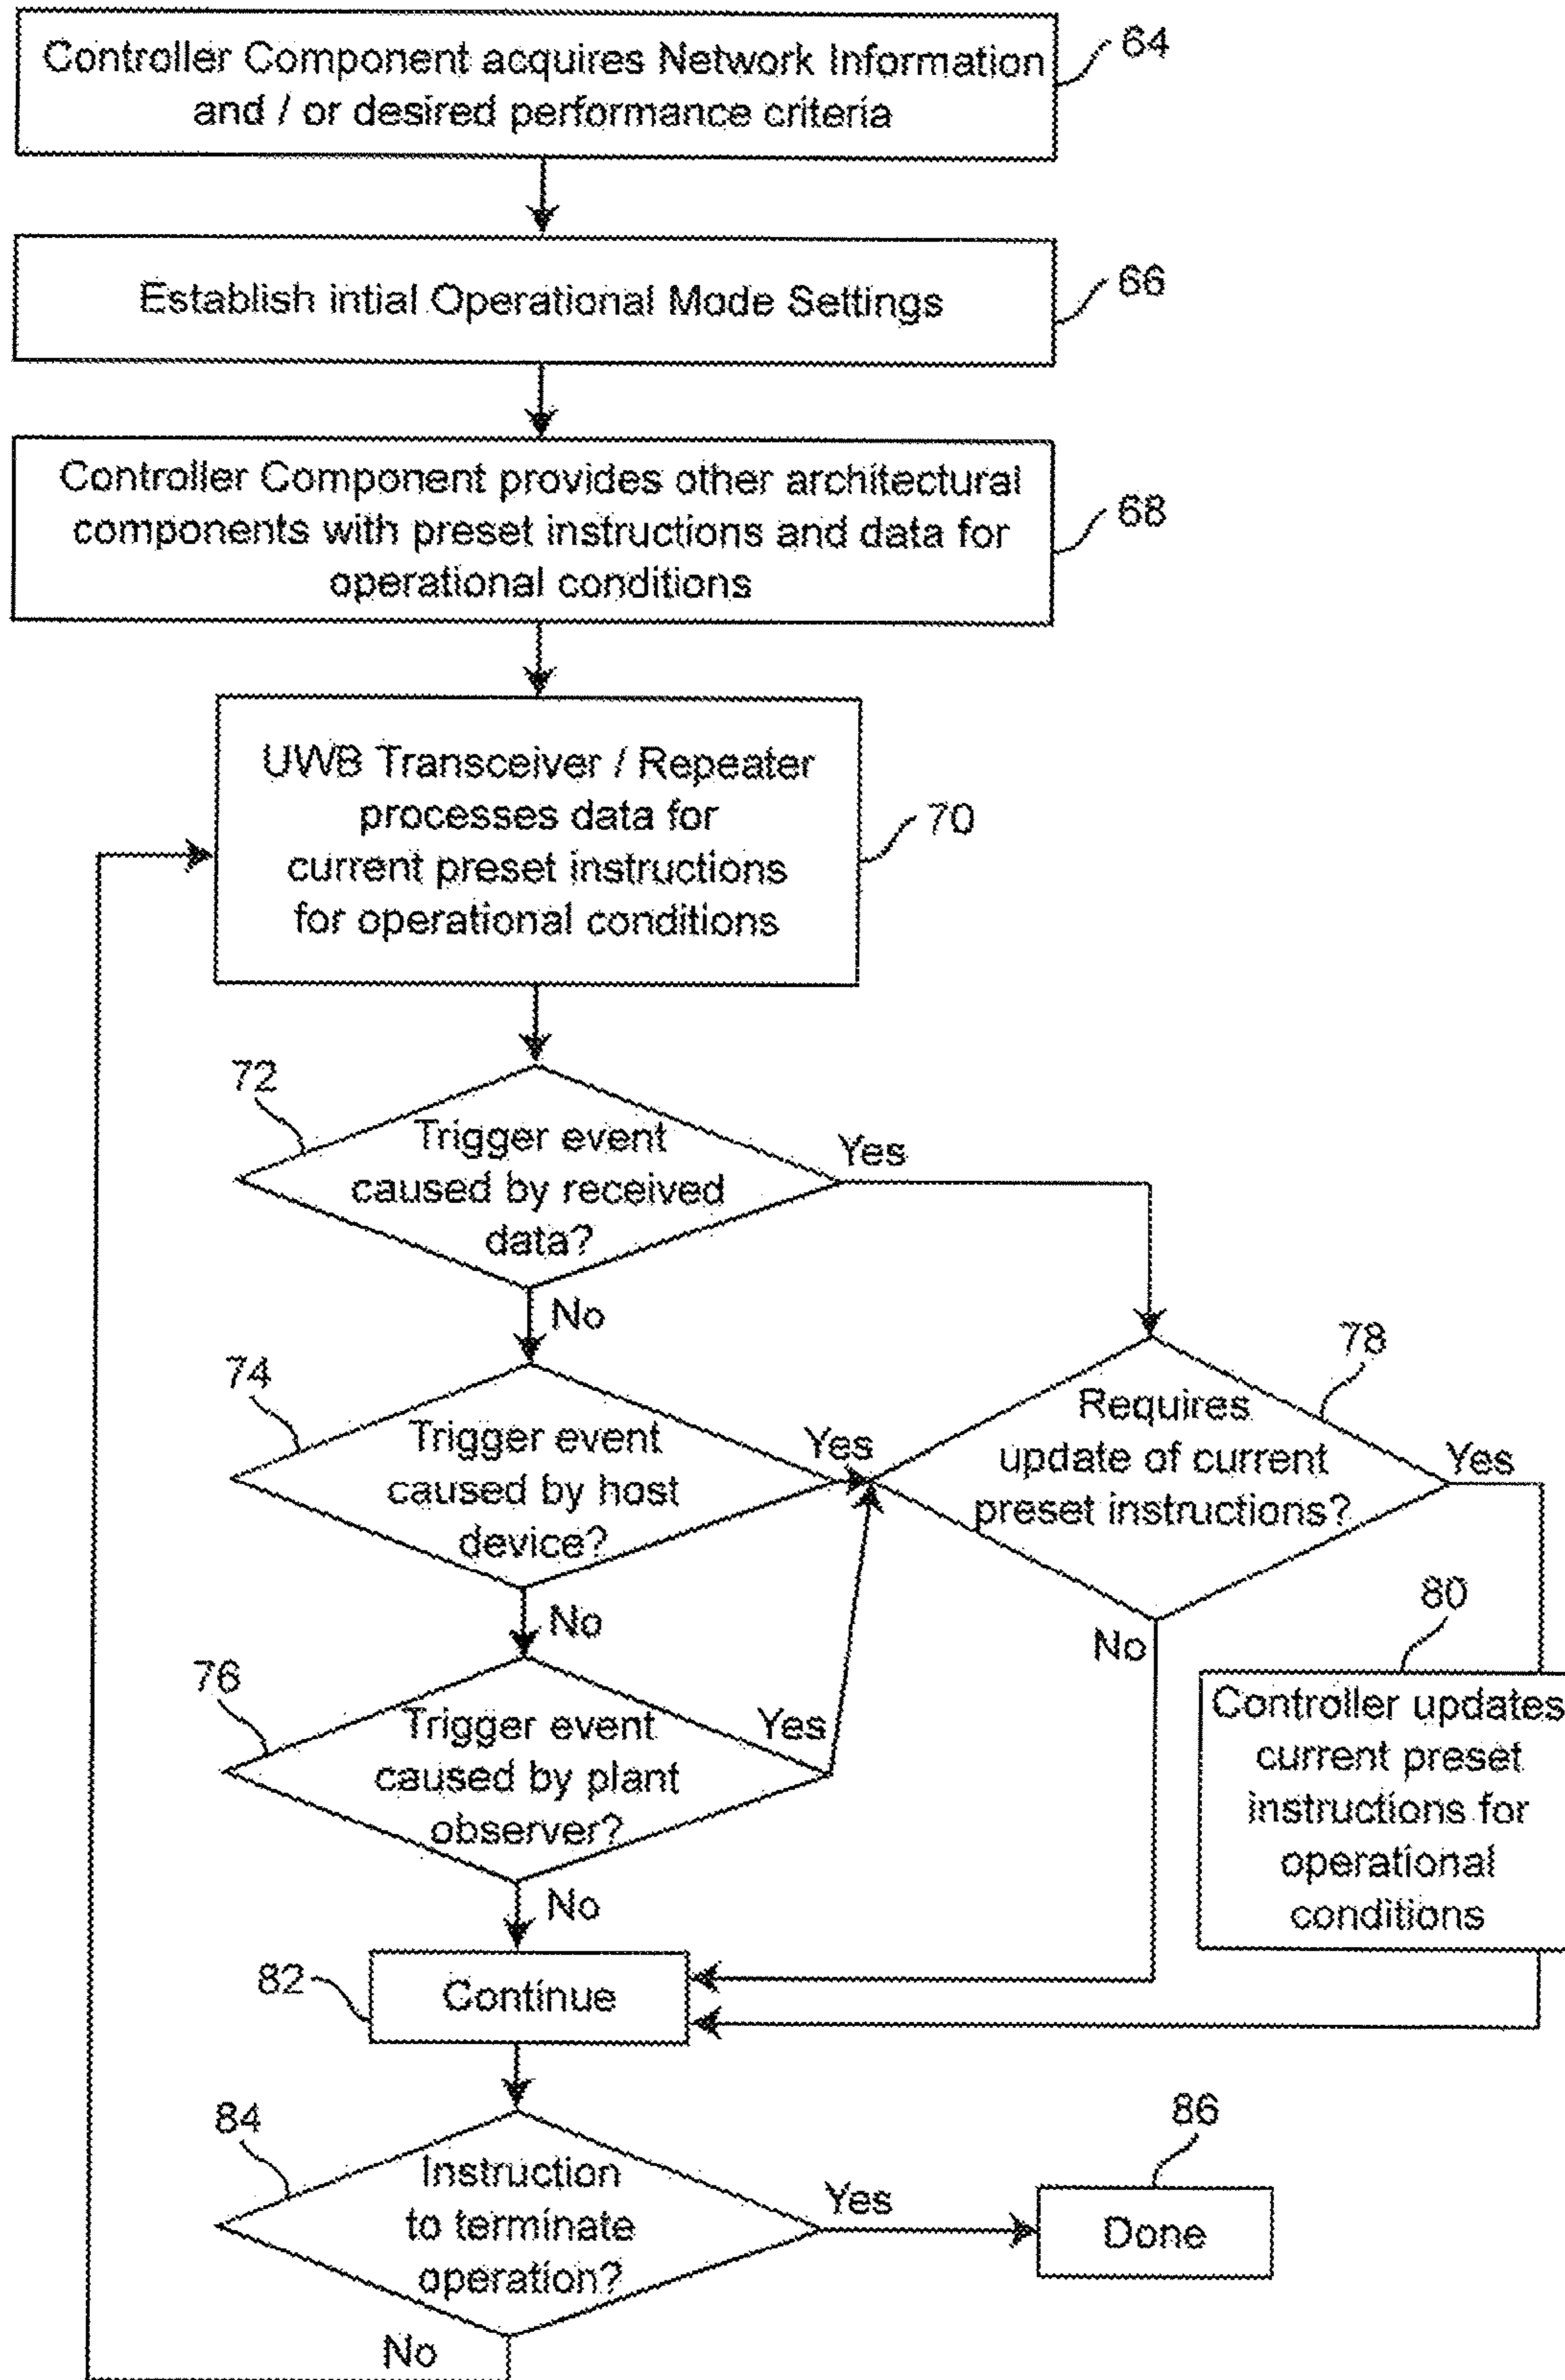 Controller Component acquires Network Information
and / or desired performance criteria
64
Establish intial Operational Mode Settings
66
Controller Component provides other architectural
components with preset instructions and data for
operational conditions
68
UWB Transceiver / Repeater
processes data for
current preset instructions
for operational conditions
70
72
Trigger event
caused by received
data?
Yes
No
74
Trigger event
caused by host
device?
Yes
No
78
Requires
update of current
preset instructions?
Yes
No
76
Trigger event
caused by plant
observer?
Yes
No
80
Controller updates
current preset
instructions for
operational
conditions
82
Continue
84
Instruction
to terminate
operation?
Yes
No
86
Done